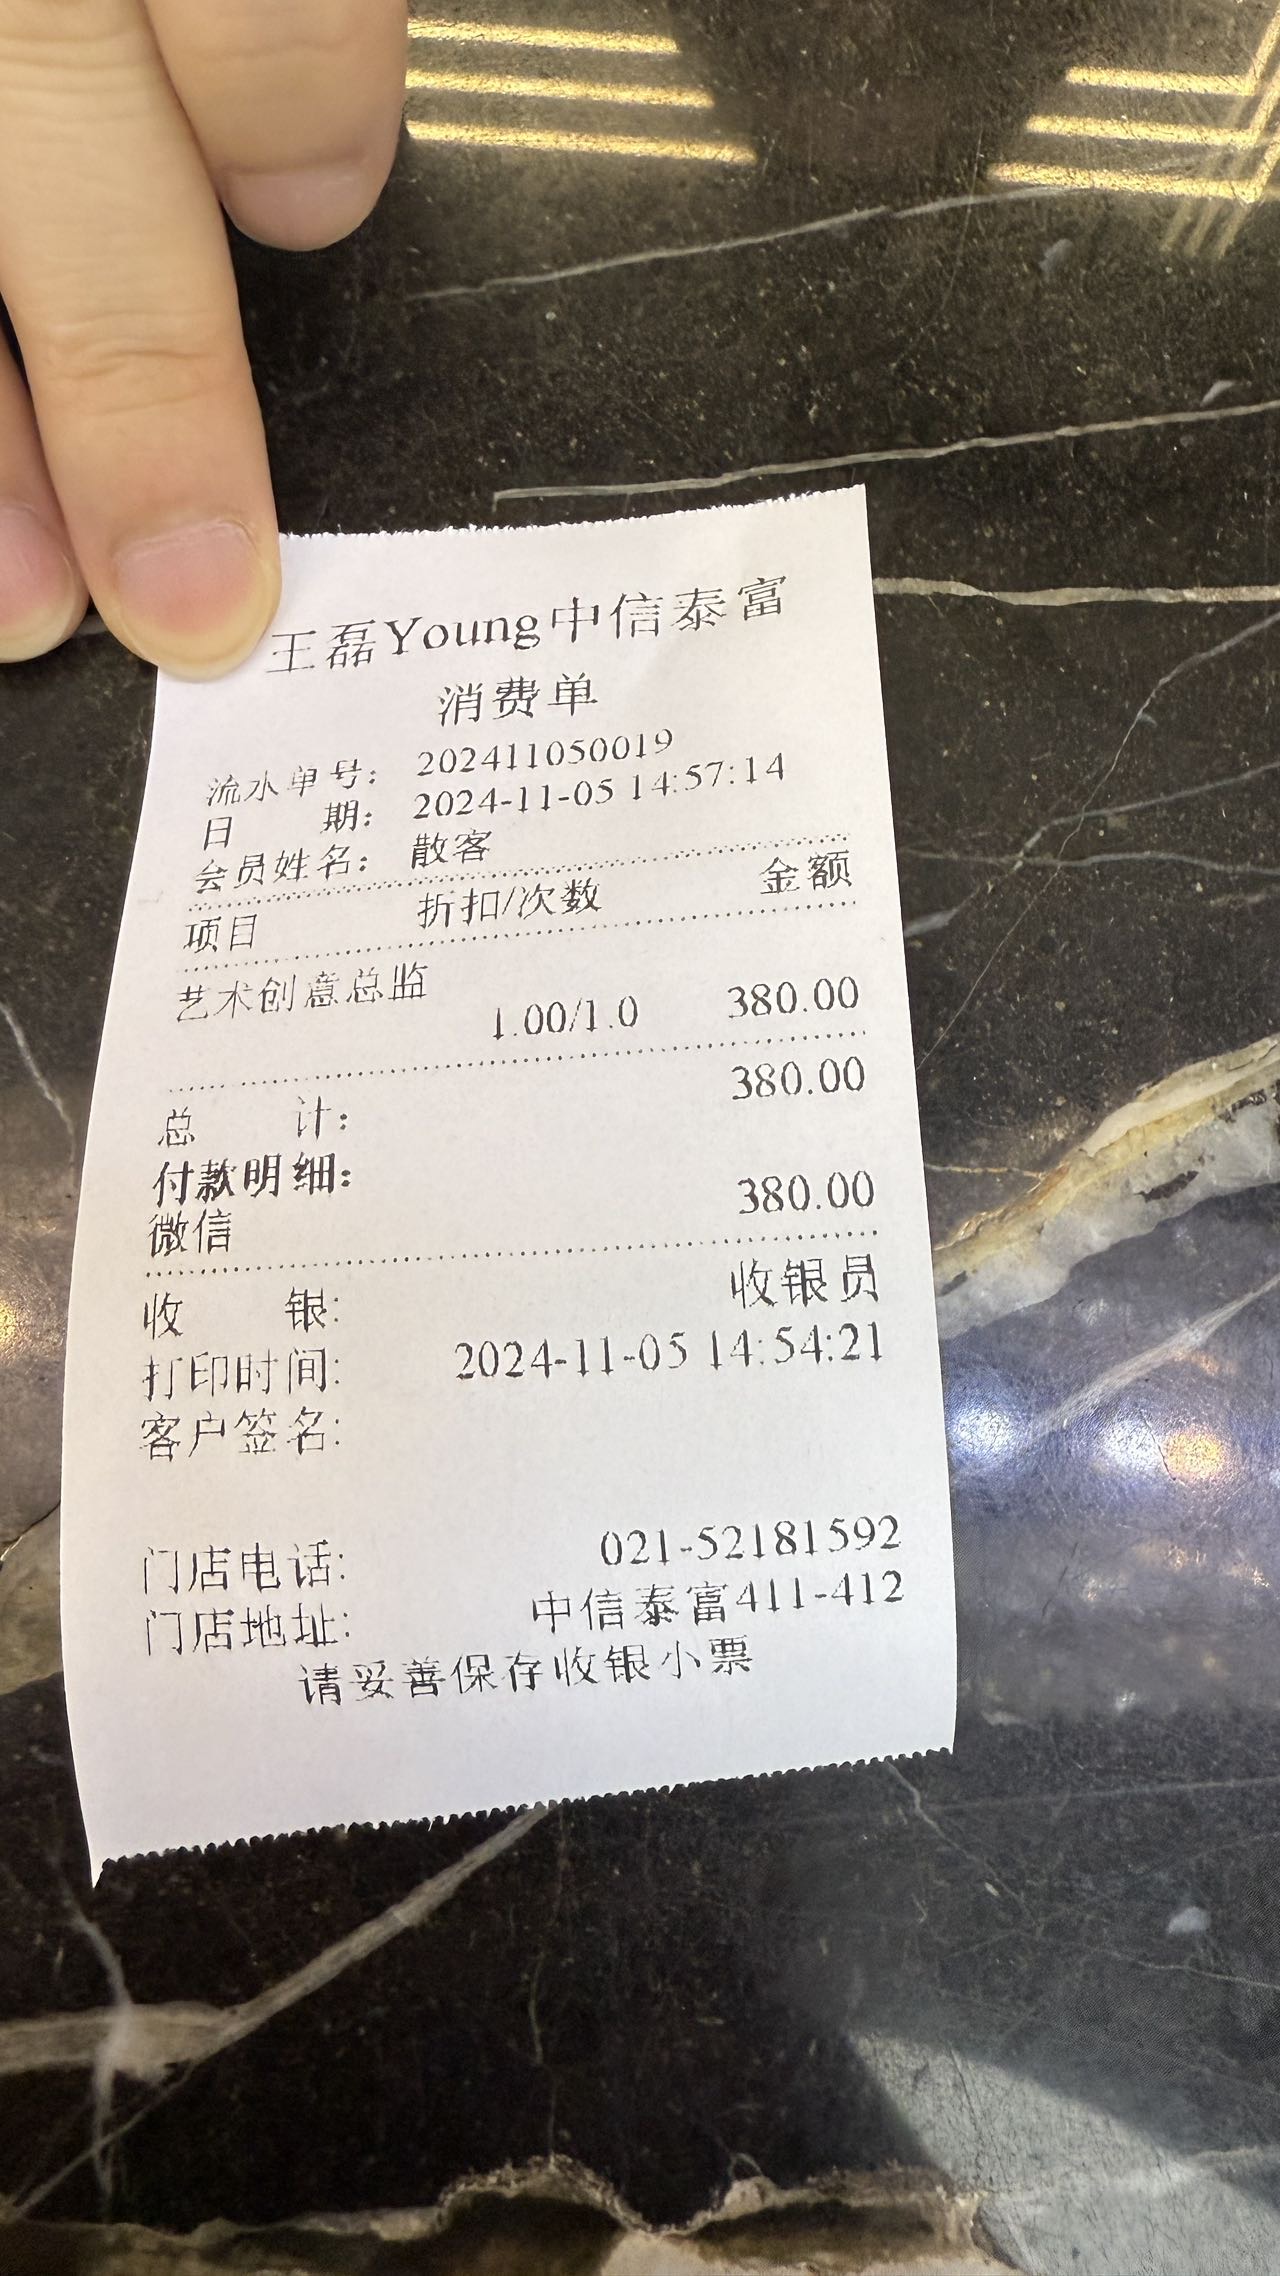 王磊Young中信泰富
消费单
流水单号: 202411050019
日 期: 2024-11-05 14:57:14
会员姓名: 散客
项目 折扣/次数 金额
艺术创意总监
1.00/1.0 380.00
总 计: 380.00
付款明细:
微信 380.00
收 银: 收银员
打印时间: 2024-11-05 14:54:21
客户签名:
门店电话: 021-52181592
门店地址: 中信泰富411-412
请妥善保存收银小票